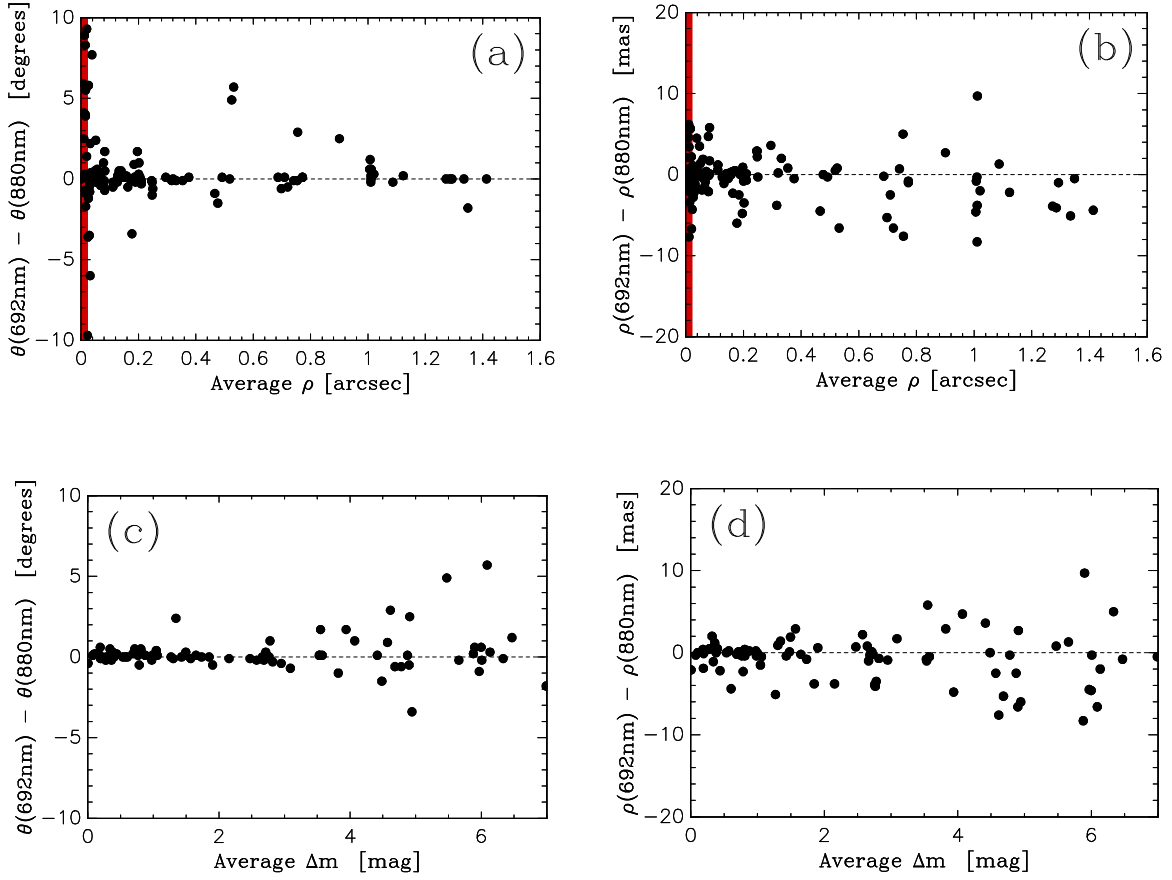 (a)
10
5
0
−5
−10
θ(692nm) − θ(880nm) [degrees]
0 0.2 0.4 0.6 0.8 1 1.2 1.4 1.6
Average ρ [arcsec]
(b)
20
10
0
−10
−20
ρ(692nm) − ρ(880nm) [mas]
0 0.2 0.4 0.6 0.8 1 1.2 1.4 1.6
Average ρ [arcsec]
(c)
10
5
0
−5
−10
θ(692nm) − θ(880nm) [degrees]
0 2 4 6
Average Δm [mag]
(d)
20
10
0
−10
−20
ρ(692nm) − ρ(880nm) [mas]
0 2 4 6
Average Δm [mag]